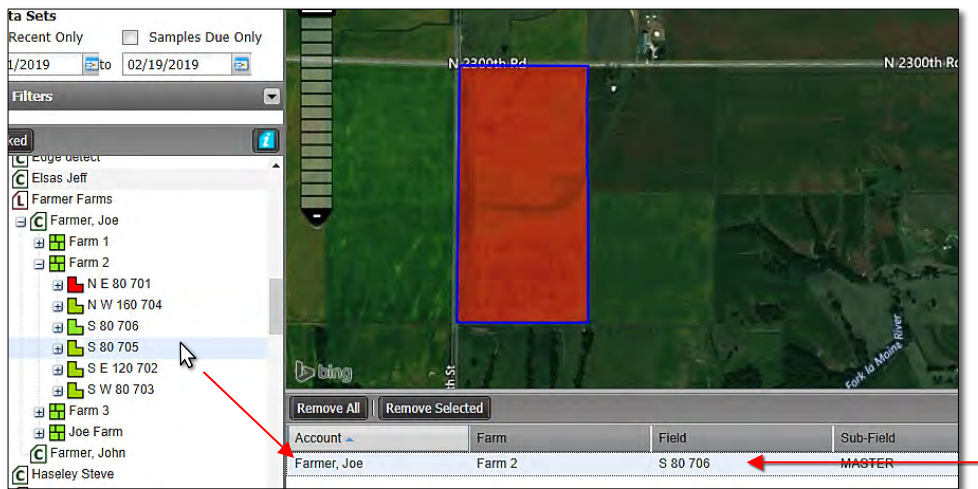 ta Sets
Recent Only Samples Due Only
1/2019 to 02/19/2019
Filters
ked
i
C Edge detect
C Elsas Jeff
L Farmer Farms
C Farmer, Joe
Farm 1
Farm 2
N E 80 701
N W 160 704
S 80 706
S 80 705
S E 120 702
S W 80 703
Farm 3
Joe Farm
C Farmer, John
C Haseley Steve
N 2300th Rd N 2300th Rd
th St
Fork la Moine River
bing
Remove All Remove Selected
Account Farm Field Sub-Field
Farmer, Joe Farm 2 S 80 706 MASTER